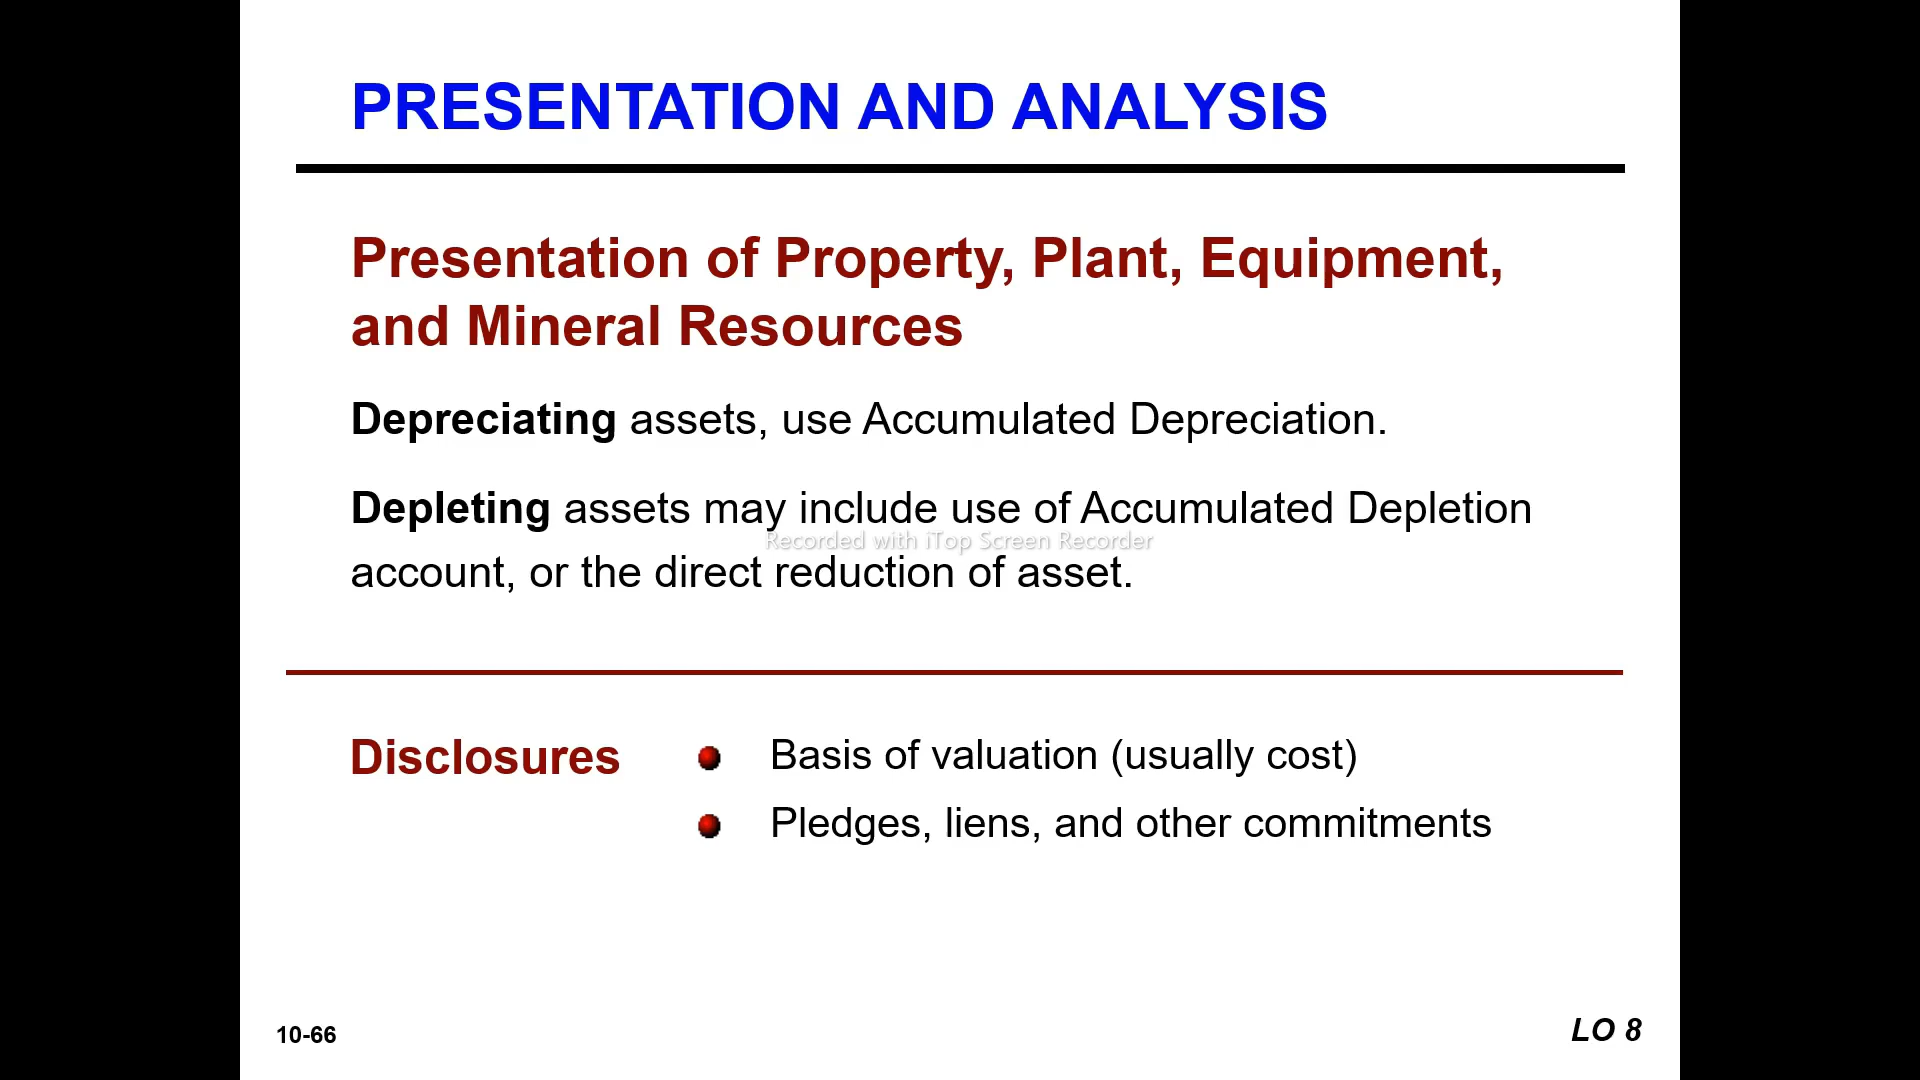 PRESENTATION AND ANALYSIS
Presentation of Property, Plant, Equipment,
and Mineral Resources
Depreciating assets, use Accumulated Depreciation.
Depleting assets may include use of Accumulated Depletion
Recorded with iTop Screen Recorder
account, or the direct reduction of asset.
Disclosures
Basis of valuation (usually cost)
Pledges, liens, and other commitments
10-66
LO 8